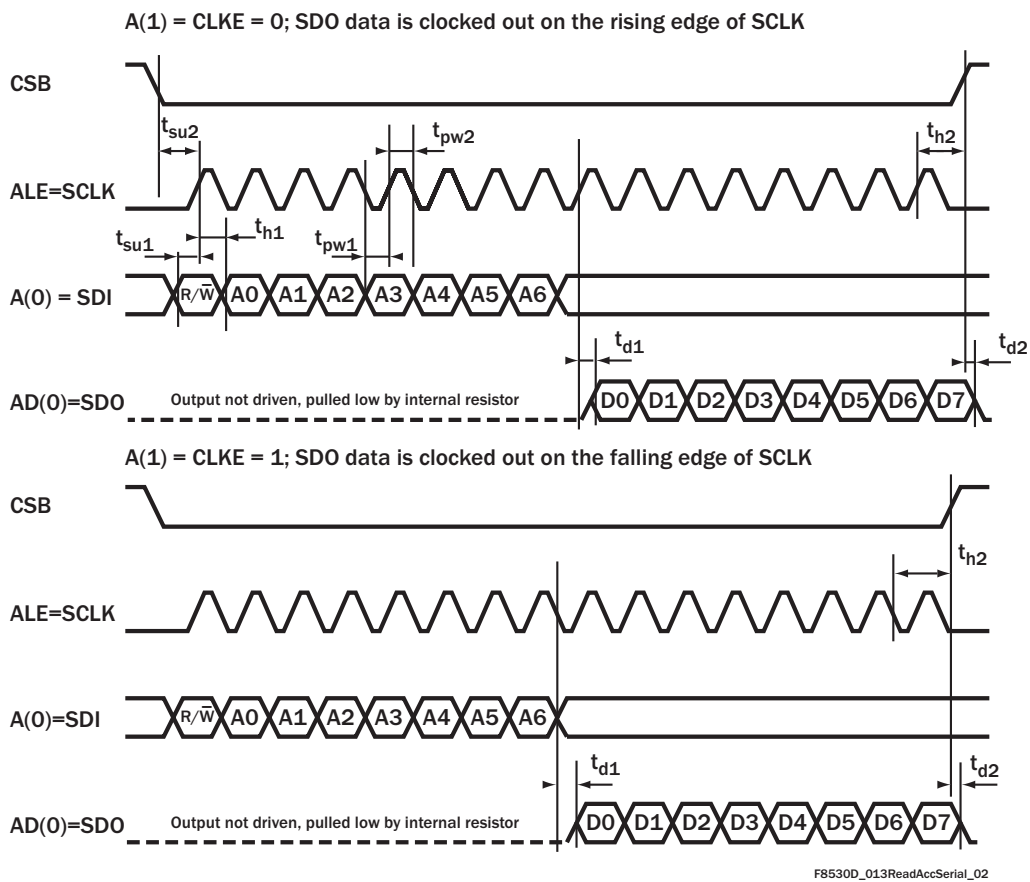 A(1) = CLKE = 0; SDO data is clocked out on the rising edge of SCLK
CSB
tsu2
tpw2
th2
ALE=SCLK
tsu1
th1
tpw1
A(0) = SDI
R/W̅ A0 A1 A2 A3 A4 A5 A6
td1
td2
AD(0)=SDO
Output not driven, pulled low by internal resistor
D0 D1 D2 D3 D4 D5 D6 D7
A(1) = CLKE = 1; SDO data is clocked out on the falling edge of SCLK
CSB
th2
ALE=SCLK
A(0)=SDI
R/W̅ A0 A1 A2 A3 A4 A5 A6
td1
td2
AD(0)=SDO
Output not driven, pulled low by internal resistor
D0 D1 D2 D3 D4 D5 D6 D7
F8530D_013ReadAccSerial_02